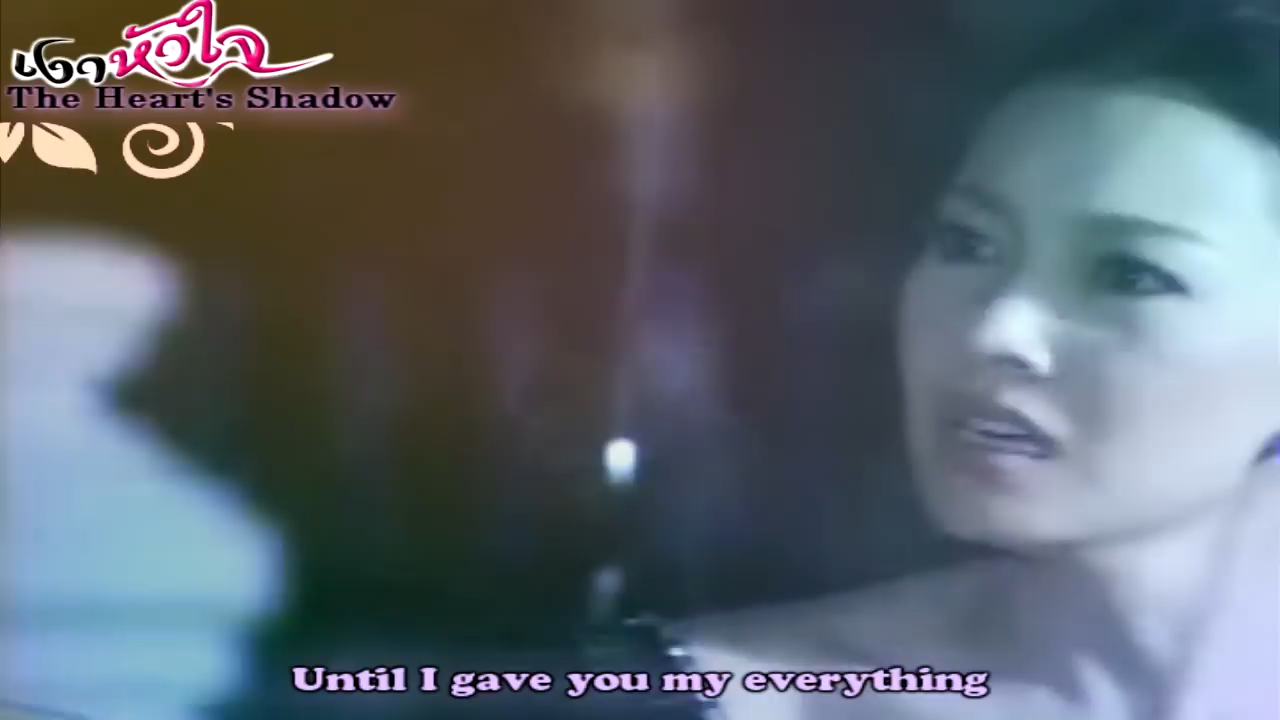 เงาหัวใจ
The Heart's Shadow
Until I gave you my everything